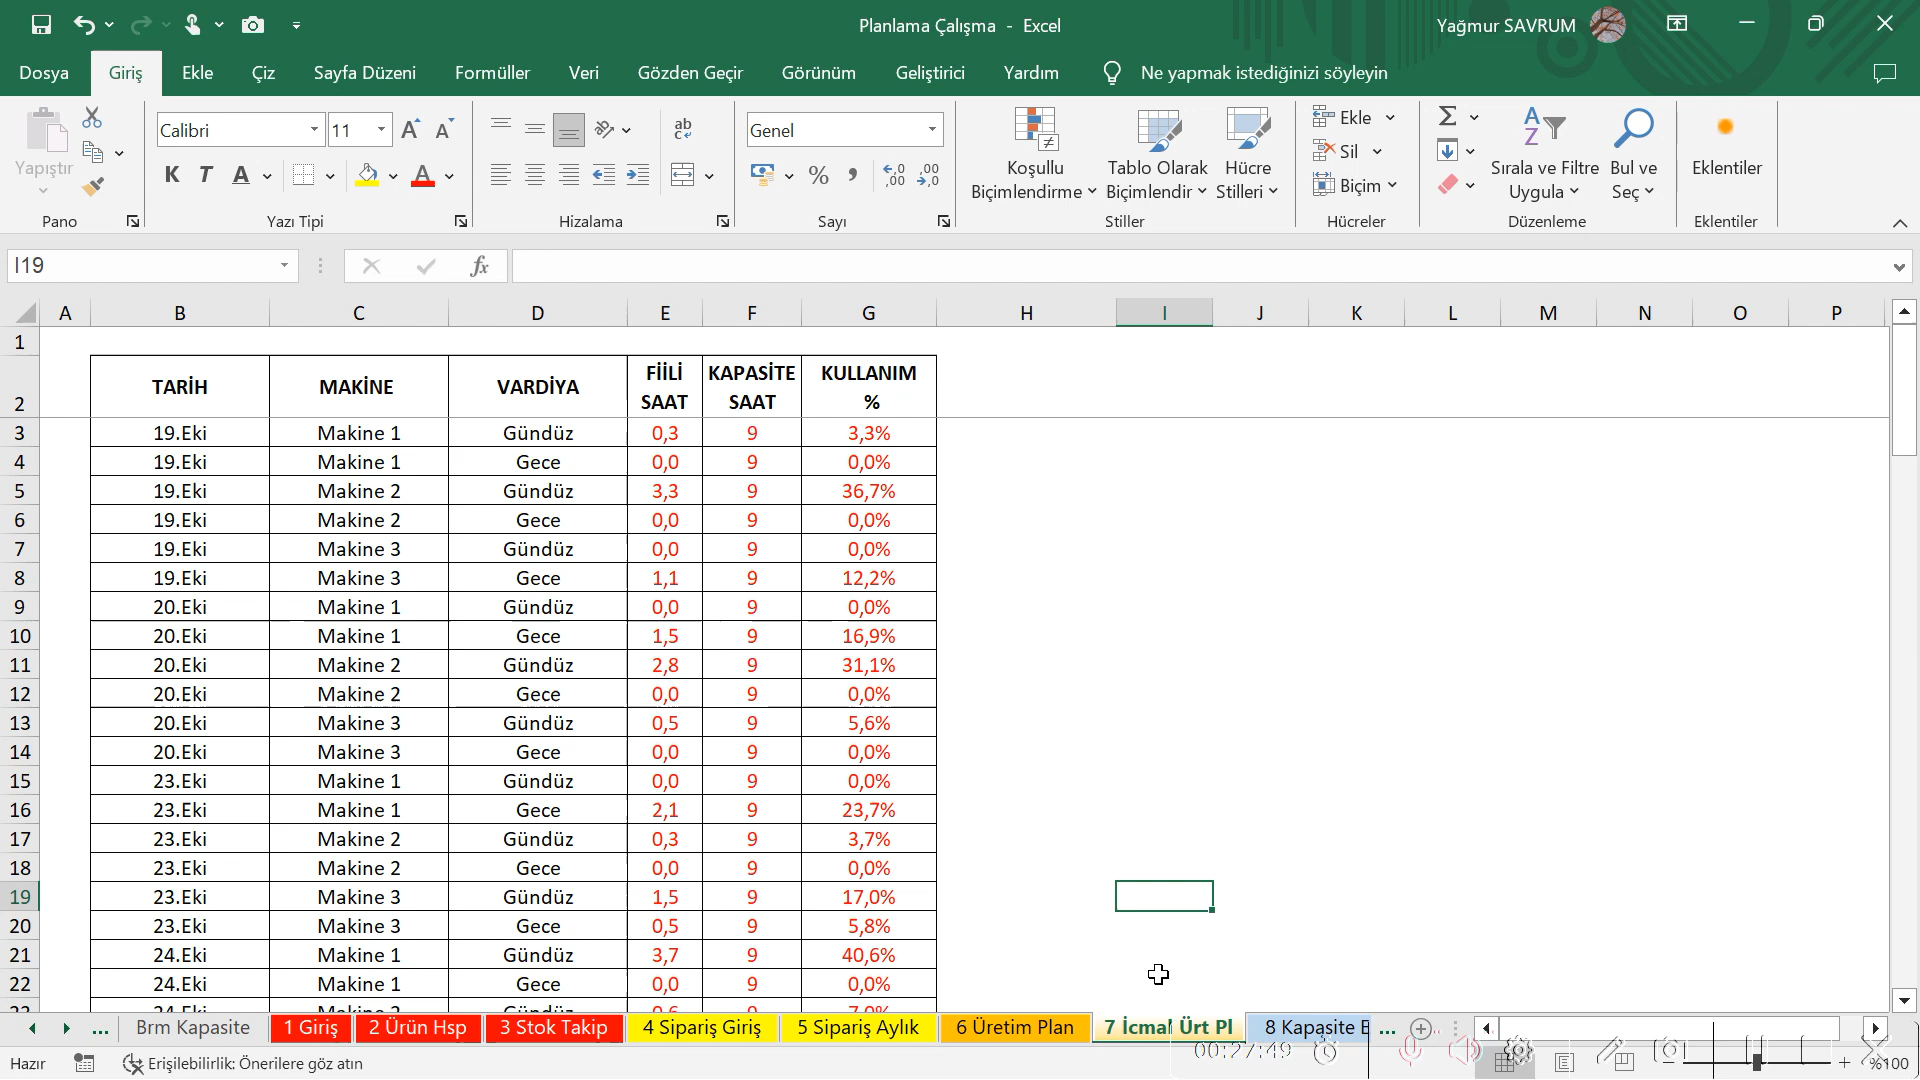 Planlama Çalışma - Excel
Yağmur SAVRUM
Dosya Giriş Ekle Çiz Sayfa Düzeni Formüller Veri Gözden Geçir Görünüm Geliştirici Yardım Ne yapmak istediğinizi söyleyin
Yapıştır
Pano
Calibri 11
K T A A
Yazı Tipi
ab
Hizalama
Genel
% ,
Sayı
Koşullu Biçimlendirme
Tablo Olarak Biçimlendir
Hücre Stilleri
Stiller
Ekle
Sil
Biçim
Hücreler
Sırala ve Filtre Uygula
Bul ve Seç
Düzenleme
Eklentiler
Eklentiler
I19 fx
A B C D E F G H I J K L M N O P
1
2 TARİH MAKİNE VARDİYA FİİLİ SAAT KAPASİTE SAAT KULLANIM %
3 19.Eki Makine 1 Gündüz 0,3 9 3,3%
4 19.Eki Makine 1 Gece 0,0 9 0,0%
5 19.Eki Makine 2 Gündüz 3,3 9 36,7%
6 19.Eki Makine 2 Gece 0,0 9 0,0%
7 19.Eki Makine 3 Gündüz 0,0 9 0,0%
8 19.Eki Makine 3 Gece 1,1 9 12,2%
9 20.Eki Makine 1 Gündüz 0,0 9 0,0%
10 20.Eki Makine 1 Gece 1,5 9 16,9%
11 20.Eki Makine 2 Gündüz 2,8 9 31,1%
12 20.Eki Makine 2 Gece 0,0 9 0,0%
13 20.Eki Makine 3 Gündüz 0,5 9 5,6%
14 20.Eki Makine 3 Gece 0,0 9 0,0%
15 23.Eki Makine 1 Gündüz 0,0 9 0,0%
16 23.Eki Makine 1 Gece 2,1 9 23,7%
17 23.Eki Makine 2 Gündüz 0,3 9 3,7%
18 23.Eki Makine 2 Gece 0,0 9 0,0%
19 23.Eki Makine 3 Gündüz 1,5 9 17,0%
20 23.Eki Makine 3 Gece 0,5 9 5,8%
21 24.Eki Makine 1 Gündüz 3,7 9 40,6%
22 24.Eki Makine 1 Gece 0,0 9 0,0%
... Brm Kapasite 1 Giriş 2 Ürün Hsp 3 Stok Takip 4 Sipariş Giriş 5 Sipariş Aylık 6 Üretim Plan 7 İcmal Ürt Pl 8 Kapasite B ...
00:27:49
Hazır Erişilebilirlik: Önerilere göz atın %100